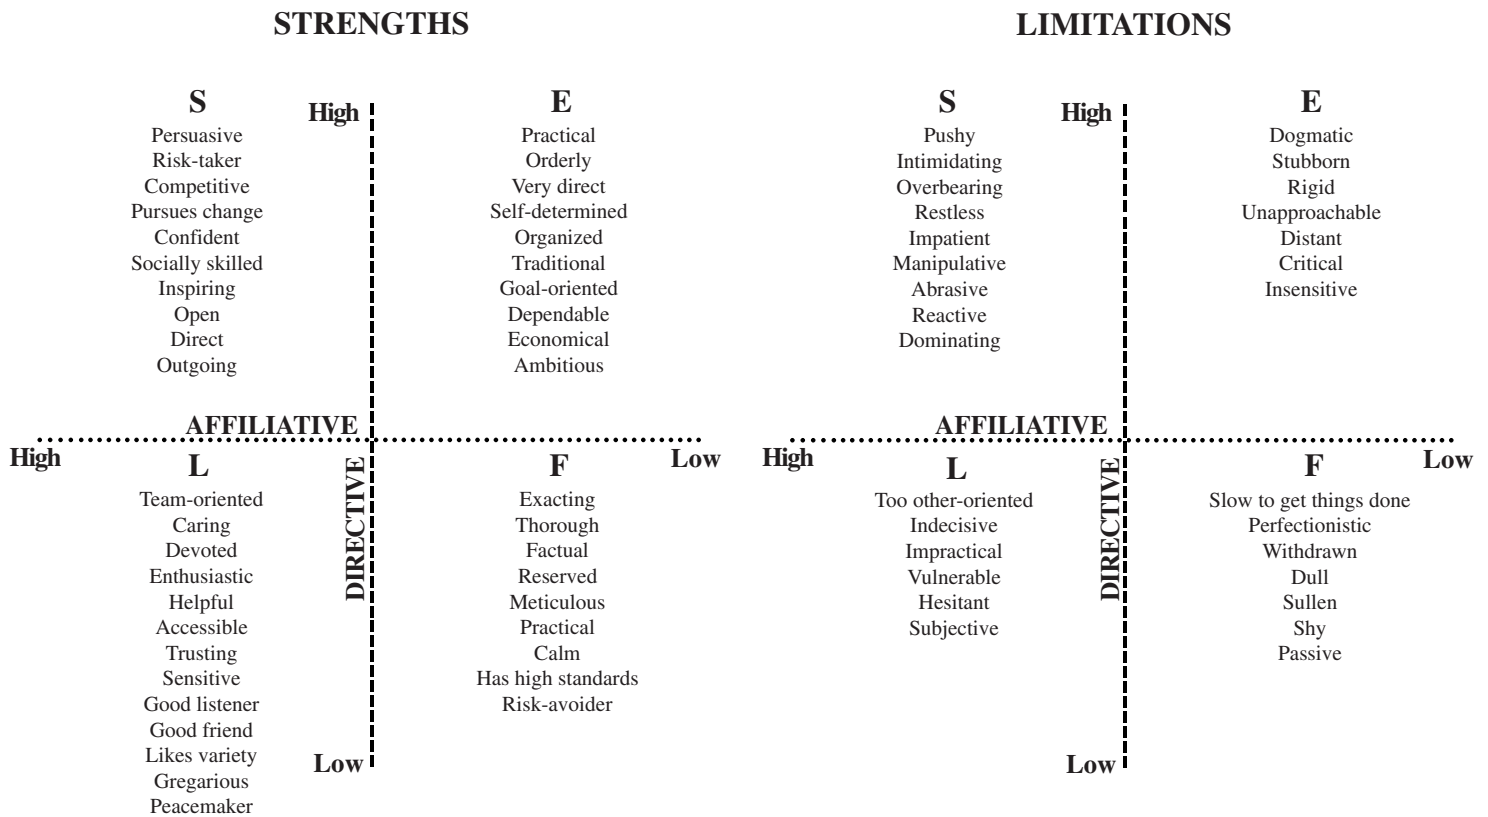 STRENGTHS
S
Persuasive
Risk-taker
Competitive
Pursues change
Confident
Socially skilled
Inspiring
Open
Direct
Outgoing
High
E
Practical
Orderly
Very direct
Self-determined
Organized
Traditional
Goal-oriented
Dependable
Economical
Ambitious
AFFILIATIVE
High
Low
L
Team-oriented
Caring
Devoted
Enthusiastic
Helpful
Accessible
Trusting
Sensitive
Good listener
Good friend
Likes variety
Gregarious
Peacemaker
DIRECTIVE
Low
F
Exacting
Thorough
Factual
Reserved
Meticulous
Practical
Calm
Has high standards
Risk-avoider
LIMITATIONS
S
Pushy
Intimidating
Overbearing
Restless
Impatient
Manipulative
Abrasive
Reactive
Dominating
High
E
Dogmatic
Stubborn
Rigid
Unapproachable
Distant
Critical
Insensitive
AFFILIATIVE
High
Low
L
Too other-oriented
Indecisive
Impractical
Vulnerable
Hesitant
Subjective
DIRECTIVE
Low
F
Slow to get things done
Perfectionistic
Withdrawn
Dull
Sullen
Shy
Passive